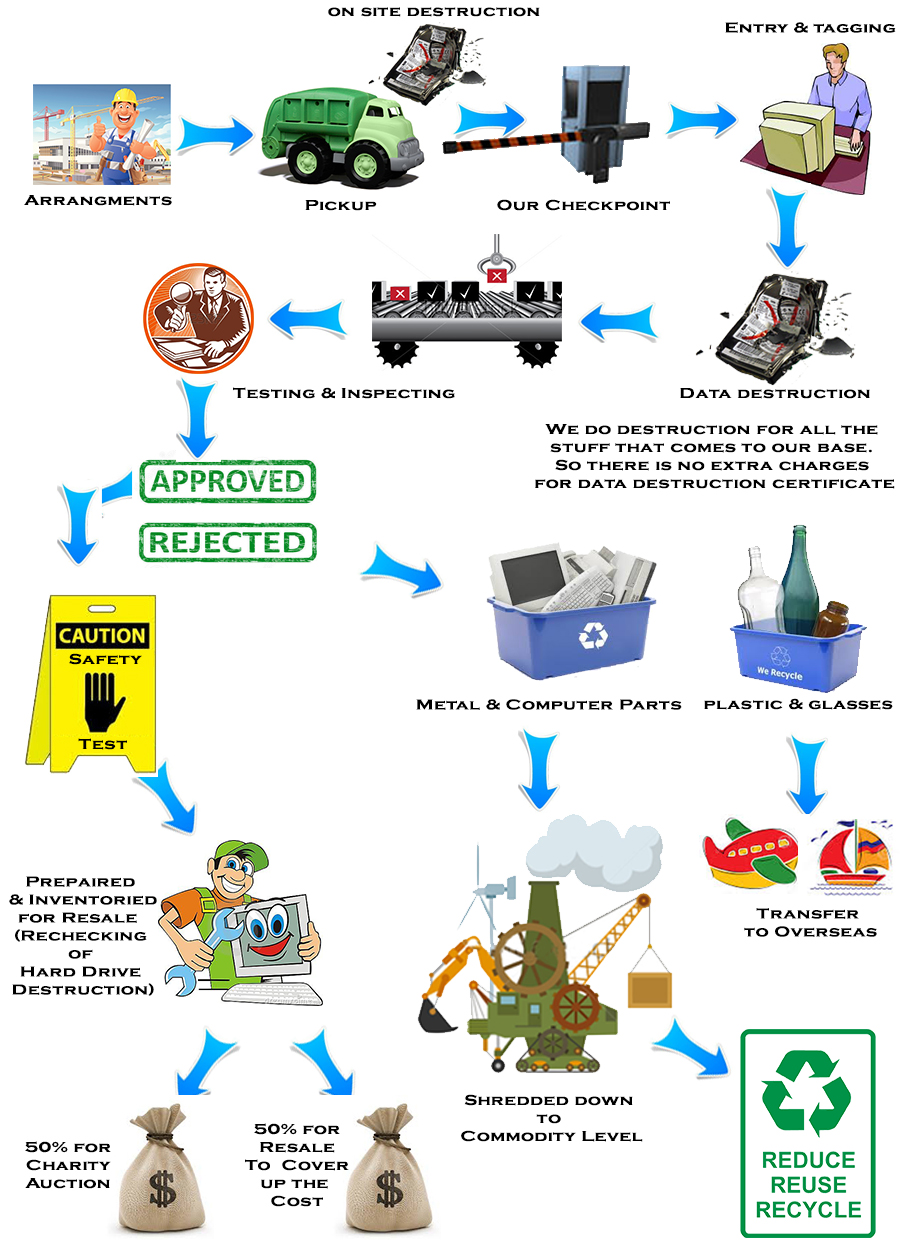 ON SITE DESTRUCTION
ENTRY & TAGGING
ARRANGMENTS
PICKUP
OUR CHECKPOINT
TESTING & INSPECTING
DATA DESTRUCTION
WE DO DESTRUCTION FOR ALL THE
STUFF THAT COMES TO OUR BASE.
SO THERE IS NO EXTRA CHARGES
FOR DATA DESTRUCTION CERTIFICATE
APPROVED
REJECTED
CAUTION
SAFETY
TEST
We Recycle
METAL & COMPUTER PARTS
PLASTIC & GLASSES
PREPAIRED
& INVENTORIED
FOR RESALE
(RECHECKING
OF
HARD DRIVE
DESTRUCTION)
TRANSFER
TO OVERSEAS
SHREDDED DOWN
TO
COMMODITY LEVEL
50% FOR
CHARITY
AUCTION
$
50% FOR
RESALE
TO COVER
UP THE
COST
$
REDUCE
REUSE
RECYCLE